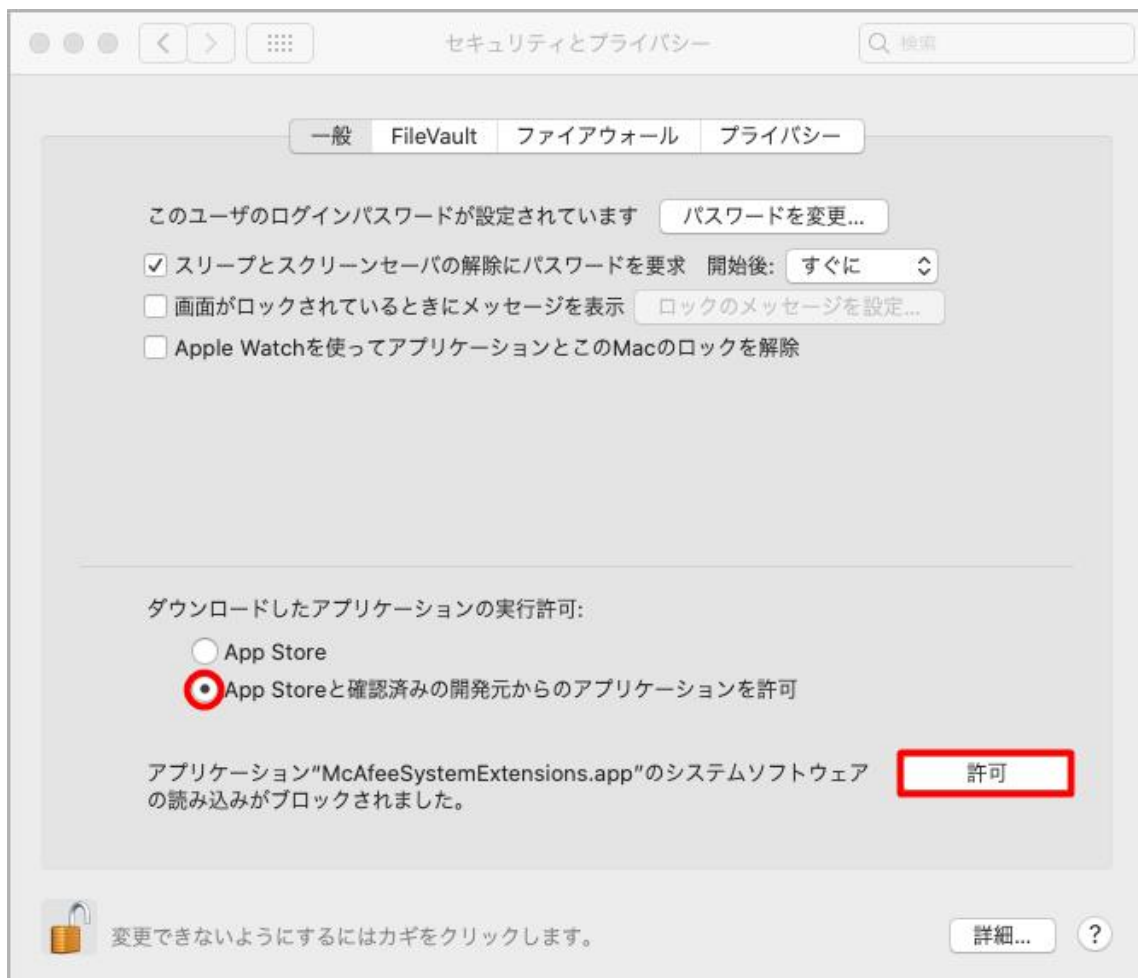 セキュリティとプライバシー
検索
一般 FileVault ファイアウォール プライバシー
このユーザのログインパスワードが設定されています パスワードを変更...
スリープとスクリーンセーバの解除にパスワードを要求 開始後: すぐに
画面がロックされているときにメッセージを表示 ロックのメッセージを設定...
Apple Watchを使ってアプリケーションとこのMacのロックを解除
ダウンロードしたアプリケーションの実行許可:
App Store
App Storeと確認済みの開発元からのアプリケーションを許可
アプリケーション“McAfeeSystemExtensions.app”のシステムソフトウェア
の読み込みがブロックされました。
許可
変更できないようにするにはカギをクリックします。
詳細... ?